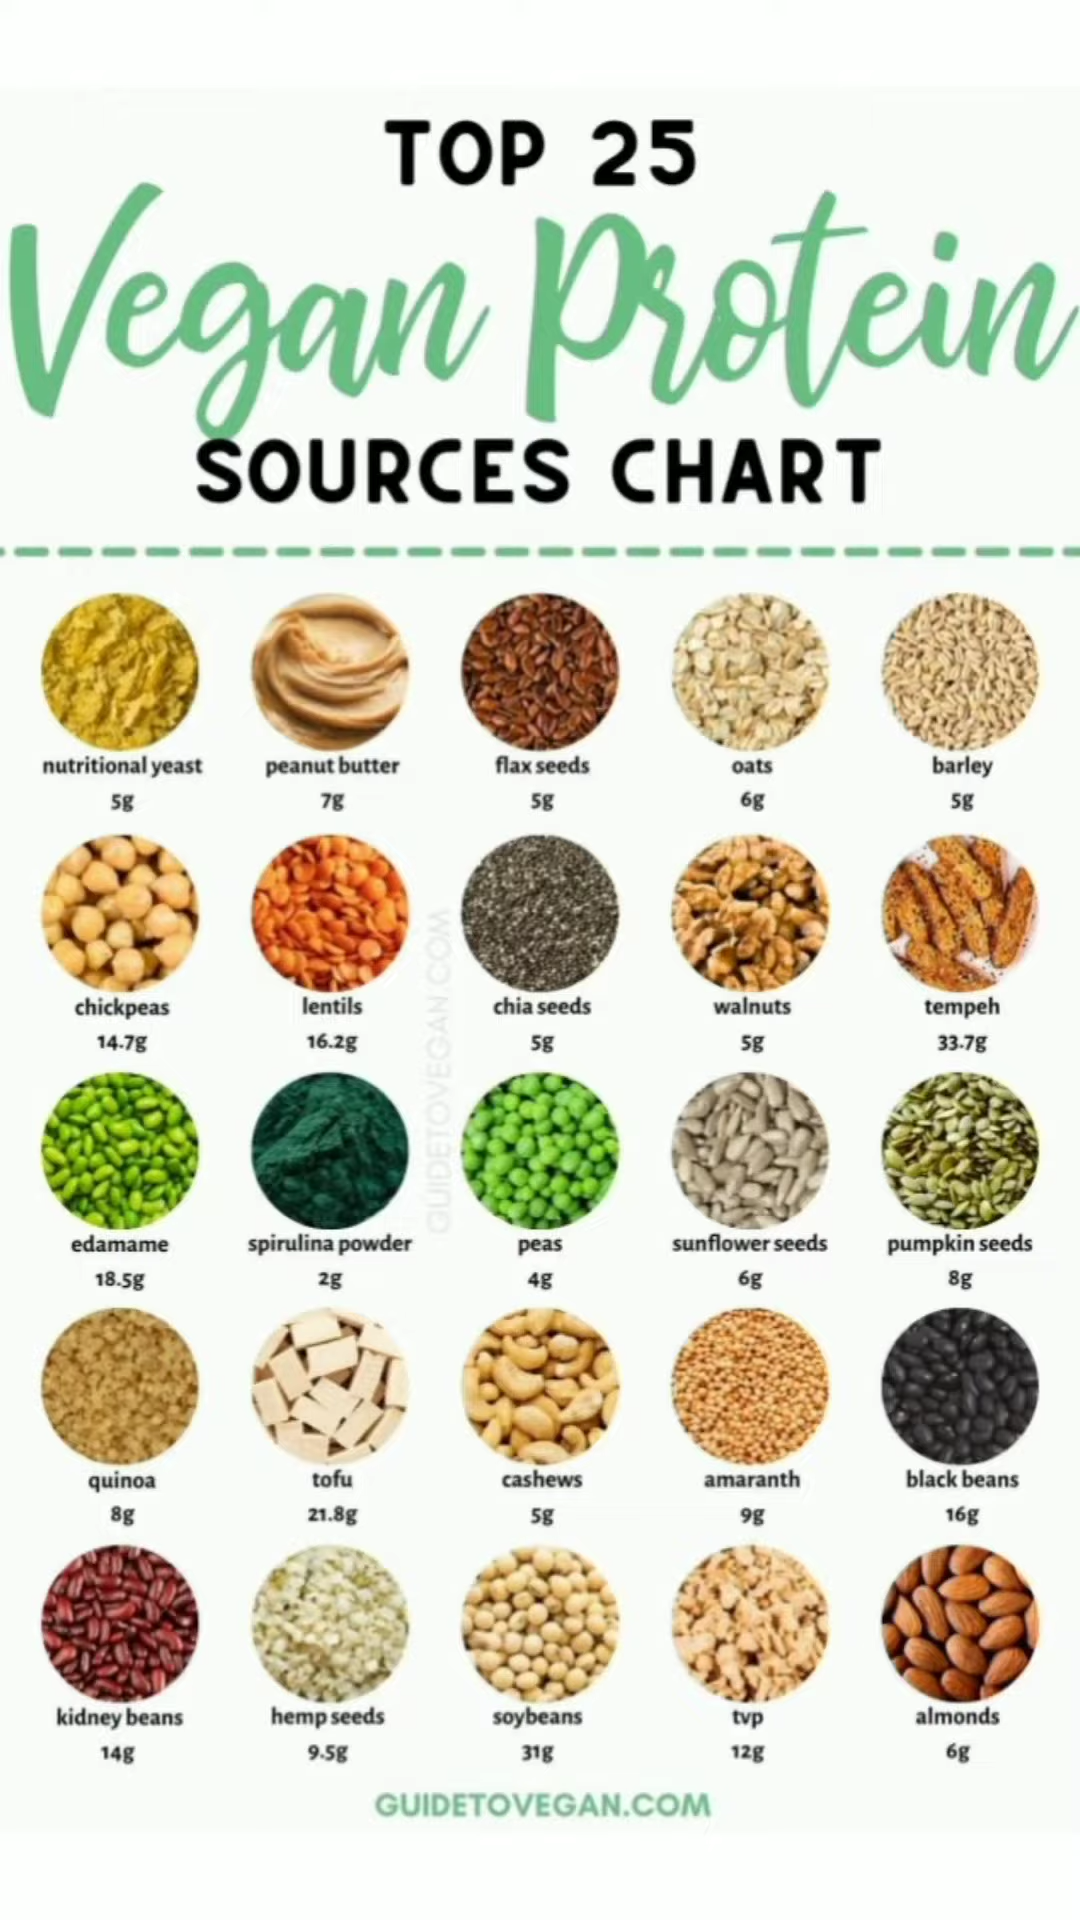 TOP 25
Vegan Protein
SOURCES CHART
nutritional yeast peanut butter flax seeds oats barley
5g 7g 5g 6g 5g
chickpeas lentils chia seeds walnuts tempeh
14.7g 16.2g 5g 5g 33.7g
GUIDETOVEGAN.COM
edamame spirulina powder peas sunflower seeds pumpkin seeds
18.5g 2g 4g 6g 8g
quinoa tofu cashews amaranth black beans
8g 21.8g 5g 9g 16g
kidney beans hemp seeds soybeans tvp almonds
14g 9.5g 31g 12g 6g
GUIDETOVEGAN.COM